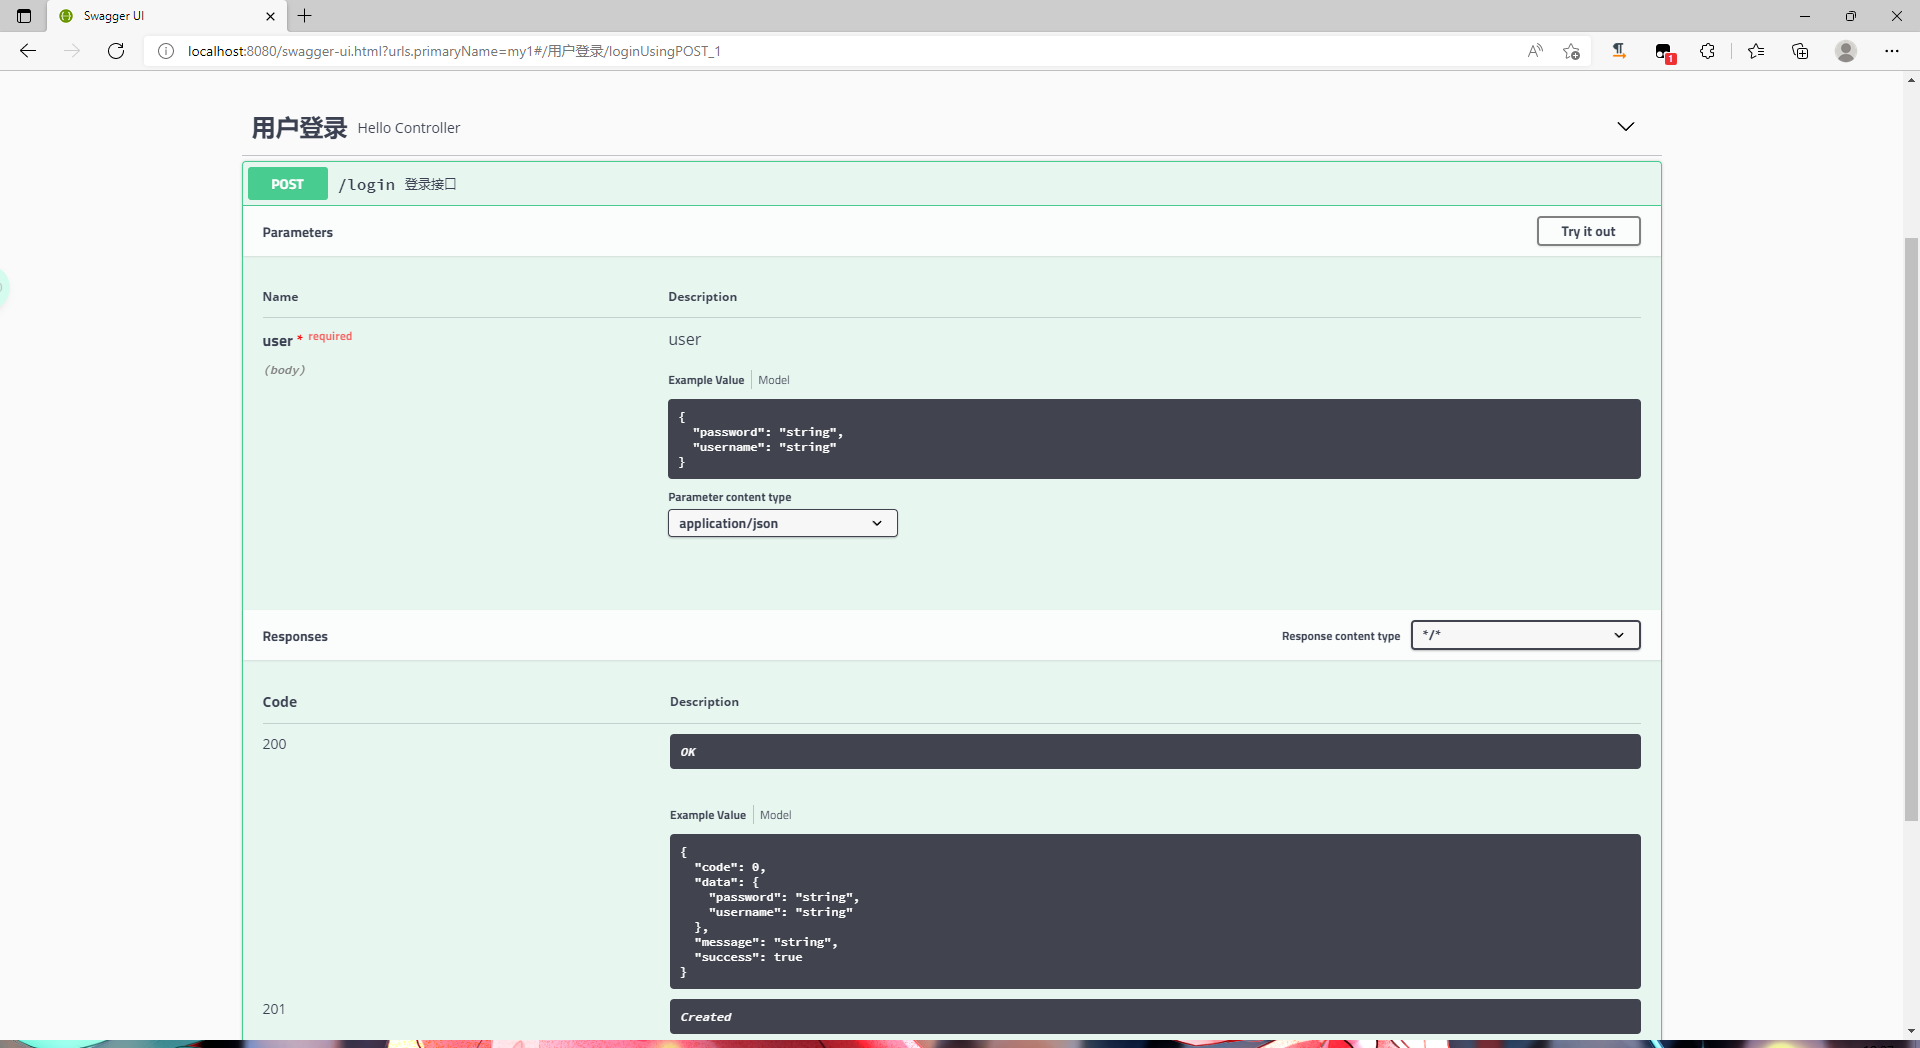 Swagger UI
localhost:8080/swagger-ui.html?urls.primaryName=my1#/用户登录/loginUsingPOST_1
1
用户登录 Hello Controller
POST /login 登录接口
Parameters Try it out
Name Description
user * required user
(body)
Example Value Model
{
"password": "string",
"username": "string"
}
Parameter content type
application/json
Responses Response content type */*
Code Description
200 OK
Example Value Model
{
"code": 0,
"data": {
"password": "string",
"username": "string"
},
"message": "string",
"success": true
}
201 Created